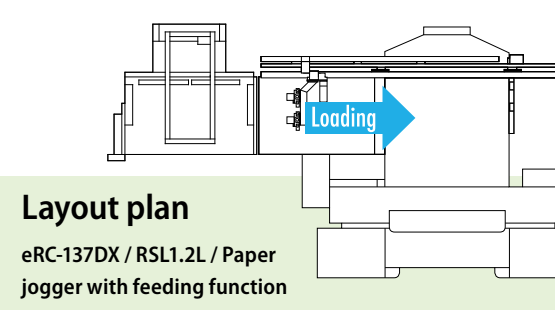 Loading
Layout plan
eRC-137DX / RSL1.2L / Paper
jogger with feeding function